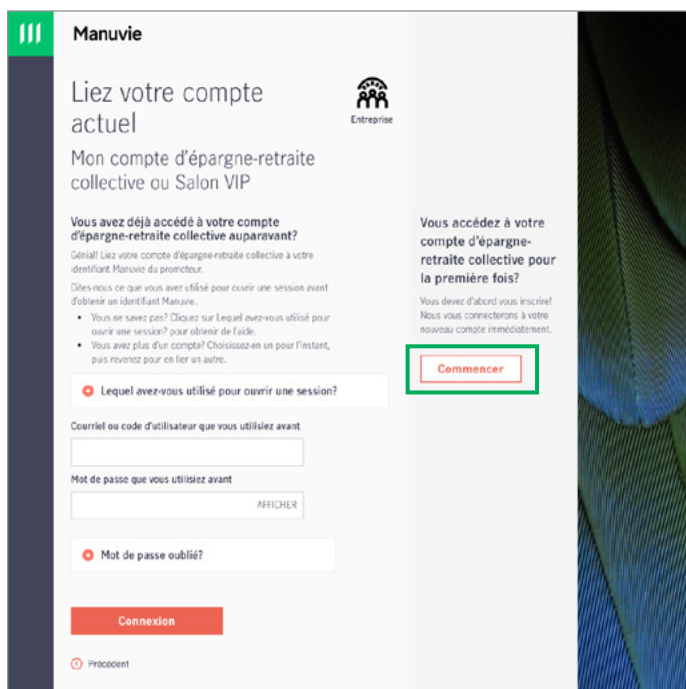 Manuvie
Liez votre compte
actuel
Entreprise
Mon compte d'épargne-retraite
collective ou Salon VIP
Vous avez déjà accédé à votre compte
d'épargne-retraite collective auparavant?
Génial! Liez votre compte d'épargne-retraite collective à votre
identifiant Manuvie du promoteur.
Dites-nous ce que vous avez utilisé pour ouvrir une session avant
d'obtenir un identifiant Manuvie.
• Vous ne savez pas? Cliquez sur Lequel avez-vous utilisé pour
ouvrir une session? pour obtenir de l'aide.
• Vous avez plus d'un compte? Choisissez-en un pour l'instant,
puis revenez pour en lier un autre.
Lequel avez-vous utilisé pour ouvrir une session?
Courriel ou code d'utilisateur que vous utilisiez avant
Mot de passe que vous utilisiez avant
AFFICHER
Mot de passe oublié?
Connexion
Précédent
Vous accédez à votre
compte d'épargne-
retraite collective pour
la première fois?
Vous devez d'abord vous inscrire!
Nous vous connecterons à votre
nouveau compte immédiatement.
Commencer